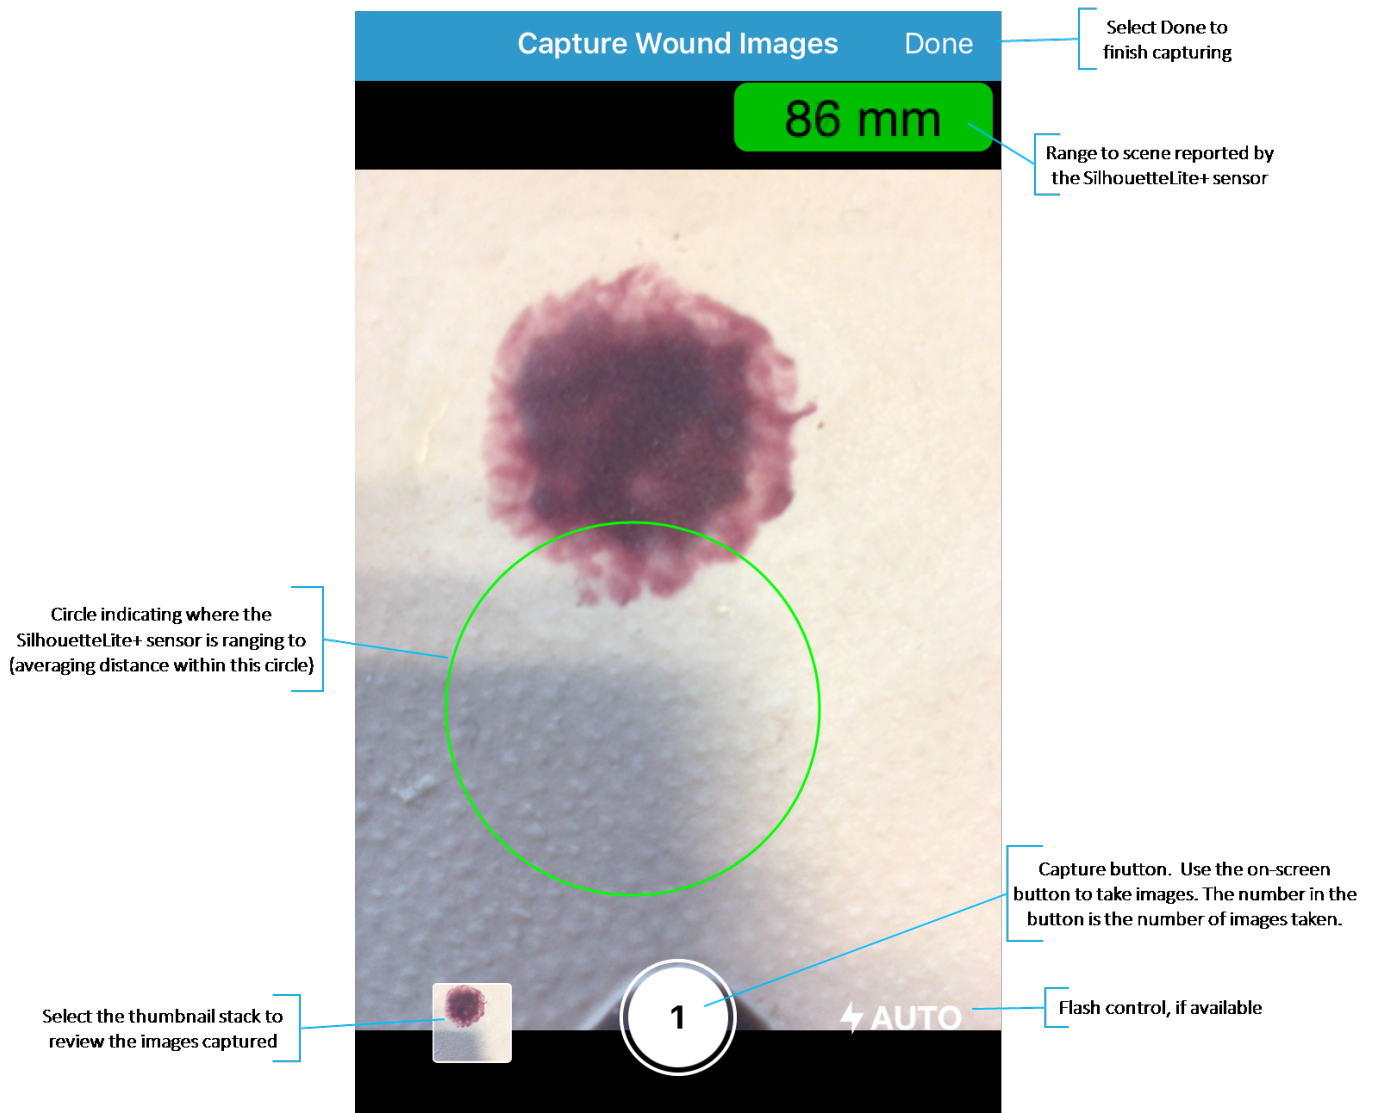 Capture Wound Images Done
Select Done to
finish capturing
86 mm
Range to scene reported by
the SilhouetteLite+ sensor
Circle indicating where the
SilhouetteLite+ sensor is ranging to
(averaging distance within this circle)
Capture button.  Use the on-screen
button to take images. The number in the
button is the number of images taken.
Select the thumbnail stack to
review the images captured
1
AUTO
Flash control, if available